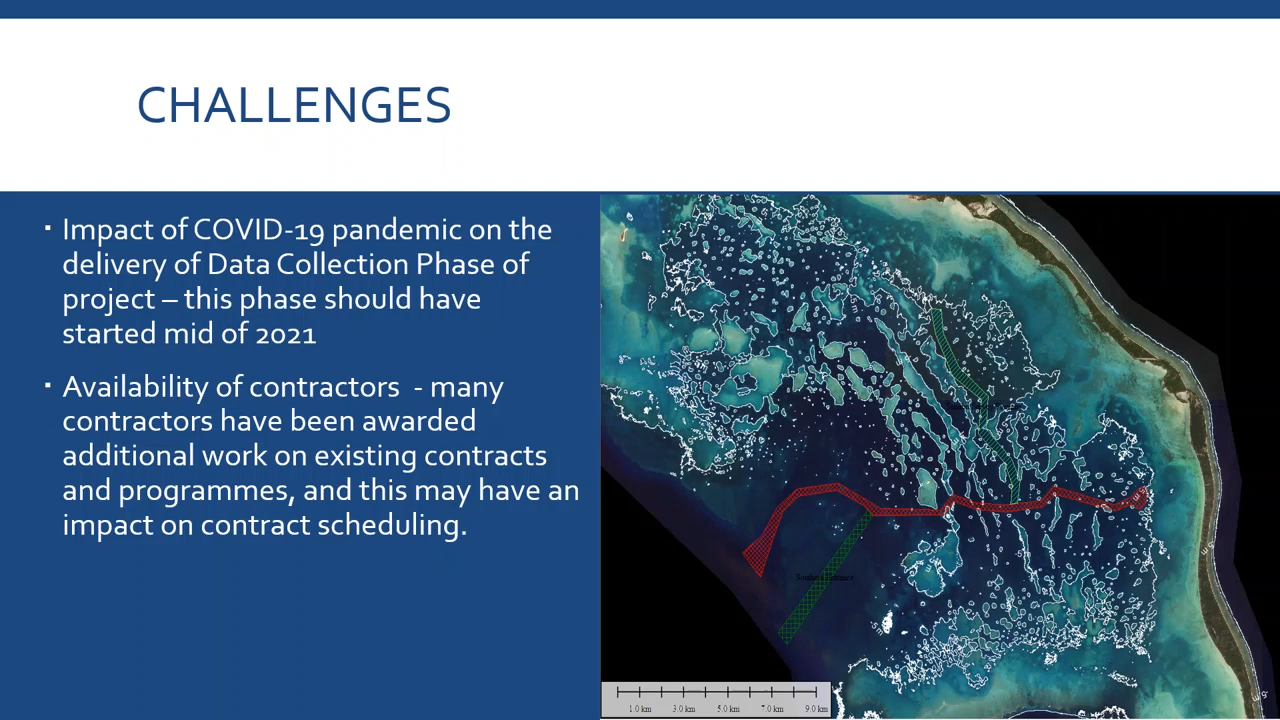 CHALLENGES
▪ Impact of COVID-19 pandemic on the
delivery of Data Collection Phase of
project – this phase should have
started mid of 2021
▪ Availability of contractors - many
contractors have been awarded
additional work on existing contracts
and programmes, and this may have an
impact on contract scheduling.
1.0 km 3.0 km 5.0 km 7.0 km 9.0 km